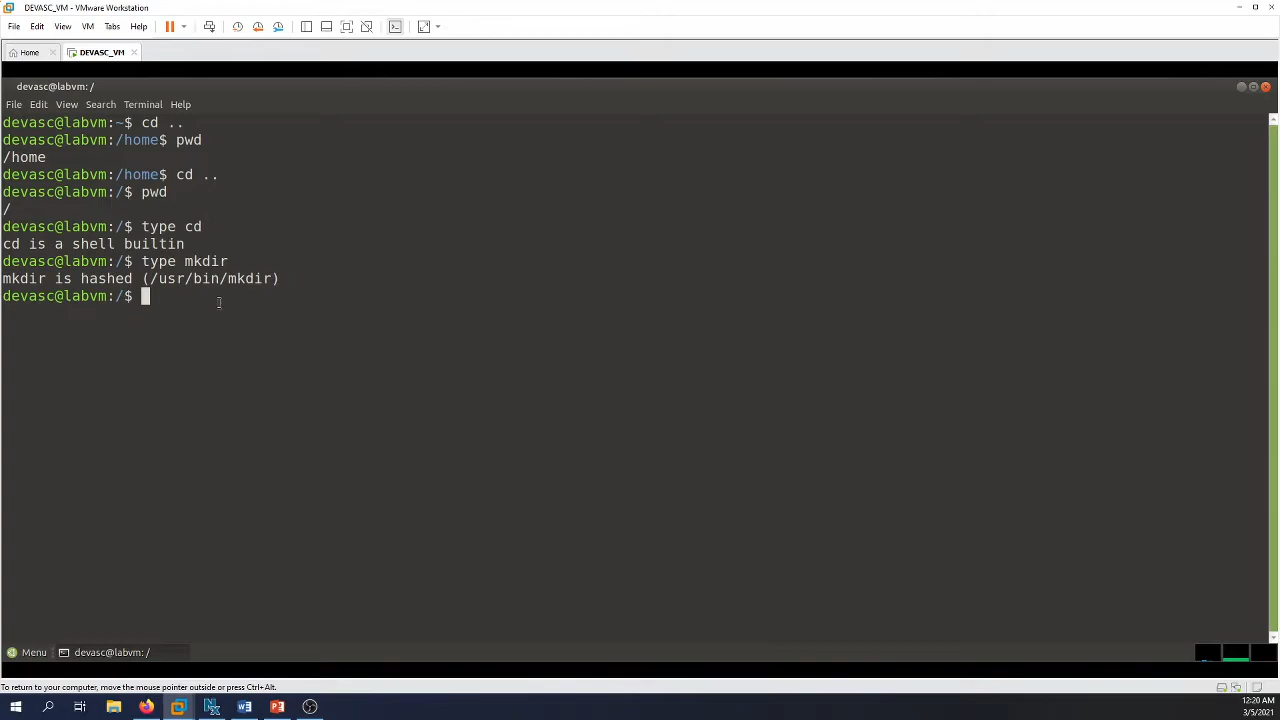 DEVASC_VM - VMware Workstation
File Edit View VM Tabs Help
Home DEVASC_VM
devasc@labvm: /
File Edit View Search Terminal Help
devasc@labvm:~$ cd ..
devasc@labvm:/home$ pwd
/home
devasc@labvm:/home$ cd ..
devasc@labvm:/$ pwd
/
devasc@labvm:/$ type cd
cd is a shell builtin
devasc@labvm:/$ type mkdir
mkdir is hashed (/usr/bin/mkdir)
devasc@labvm:/$
Menu devasc@labvm: /
To return to your computer, move the mouse pointer outside or press Ctrl+Alt.
12:20 AM
3/5/2021